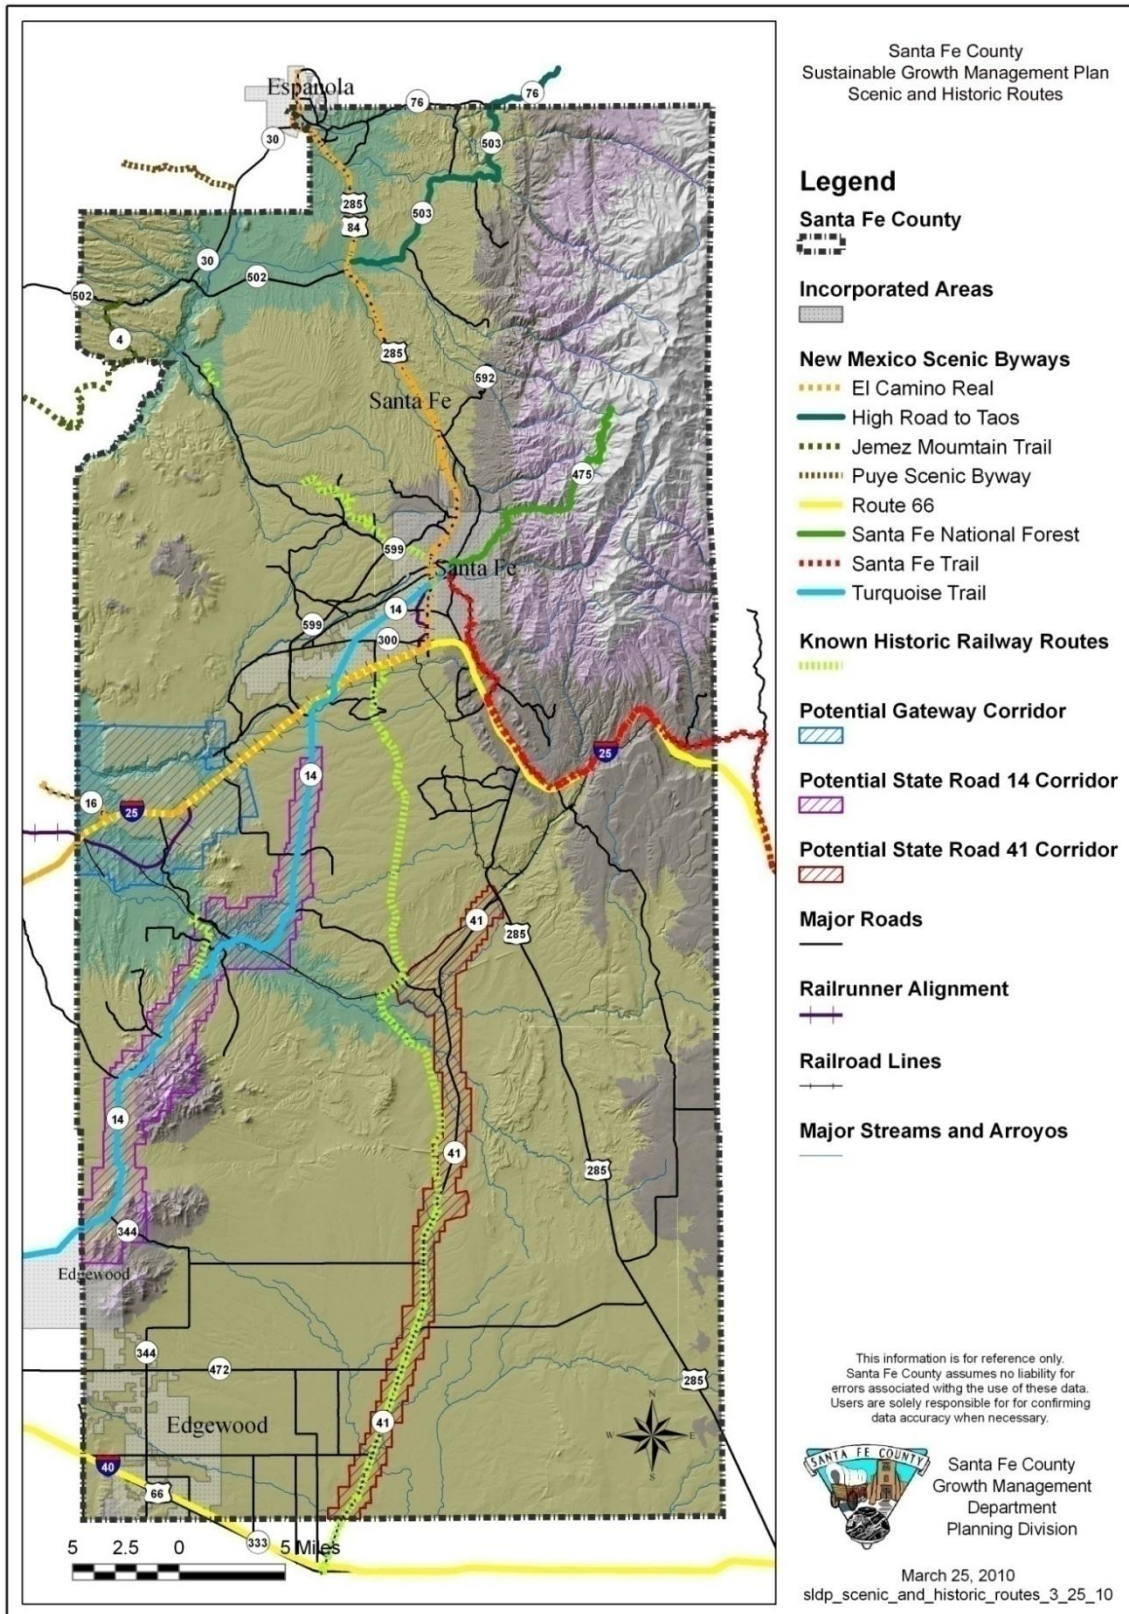 Santa Fe County
Sustainable Growth Management Plan
Scenic and Historic Routes
Legend
Santa Fe County
Incorporated Areas
New Mexico Scenic Byways
El Camino Real
High Road to Taos
Jemez Moumtain Trail
Puye Scenic Byway
Route 66
Santa Fe National Forest
Santa Fe Trail
Turquoise Trail
Known Historic Railway Routes
Potential Gateway Corridor
Potential State Road 14 Corridor
Potential State Road 41 Corridor
Major Roads
Railrunner Alignment
Railroad Lines
Major Streams and Arroyos
Espanola
76
76
30
503
285
84
503
30
502
502
4
285
592
Santa Fe
475
599
Santa Fe
14
599
300
25
14
16
25
41
285
14
41
285
344
Edgewood
344
472
285
41
Edgewood
40
66
333
N
W
E
S
5 2.5 0 5 Miles
This information is for reference only.
Santa Fe County assumes no liability for
errors associated withg the use of these data.
Users are solely responsible for for confirming
data accuracy when necessary.
SANTA FE COUNTY
Santa Fe County
Growth Management
Department
Planning Division
March 25, 2010
sldp_scenic_and_historic_routes_3_25_10